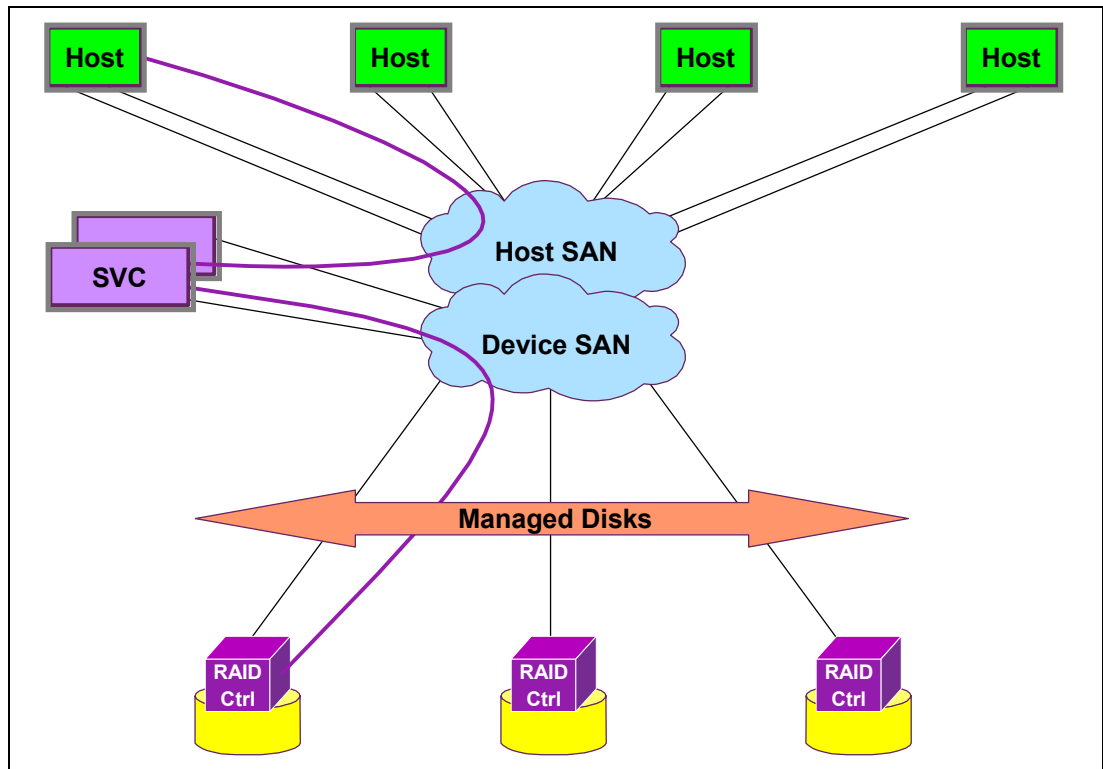 Host
Host
Host
Host
Host SAN
SVC
Device SAN
Managed Disks
RAID
Ctrl
RAID
Ctrl
RAID
Ctrl